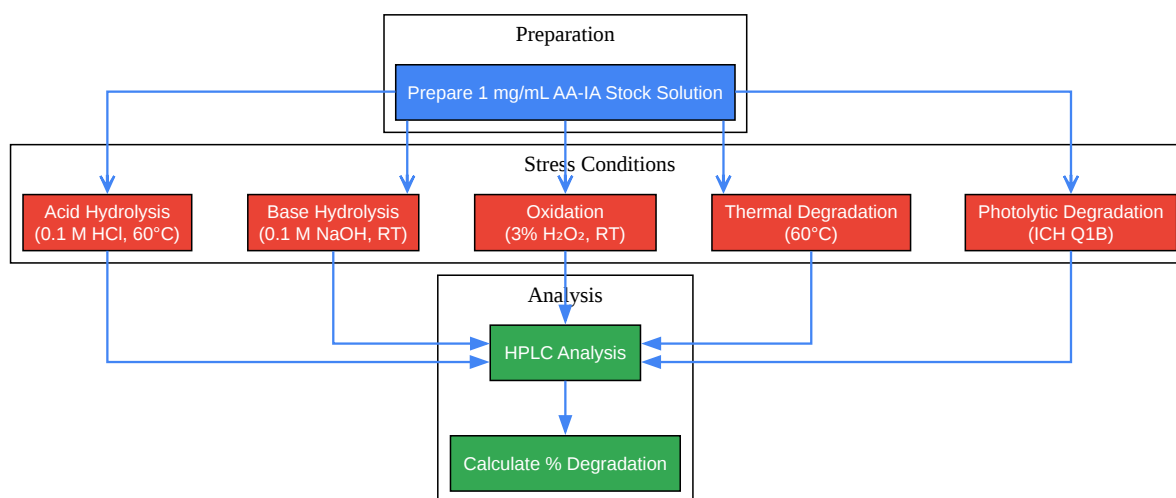 Preparation
Prepare 1 mg/mL AA-IA Stock Solution
Stress Conditions
Acid Hydrolysis
(0.1 M HCl, 60°C)
Base Hydrolysis
(0.1 M NaOH, RT)
Oxidation
(3% H₂O₂, RT)
Thermal Degradation
(60°C)
Photolytic Degradation
(ICH Q1B)
Analysis
HPLC Analysis
Calculate % Degradation